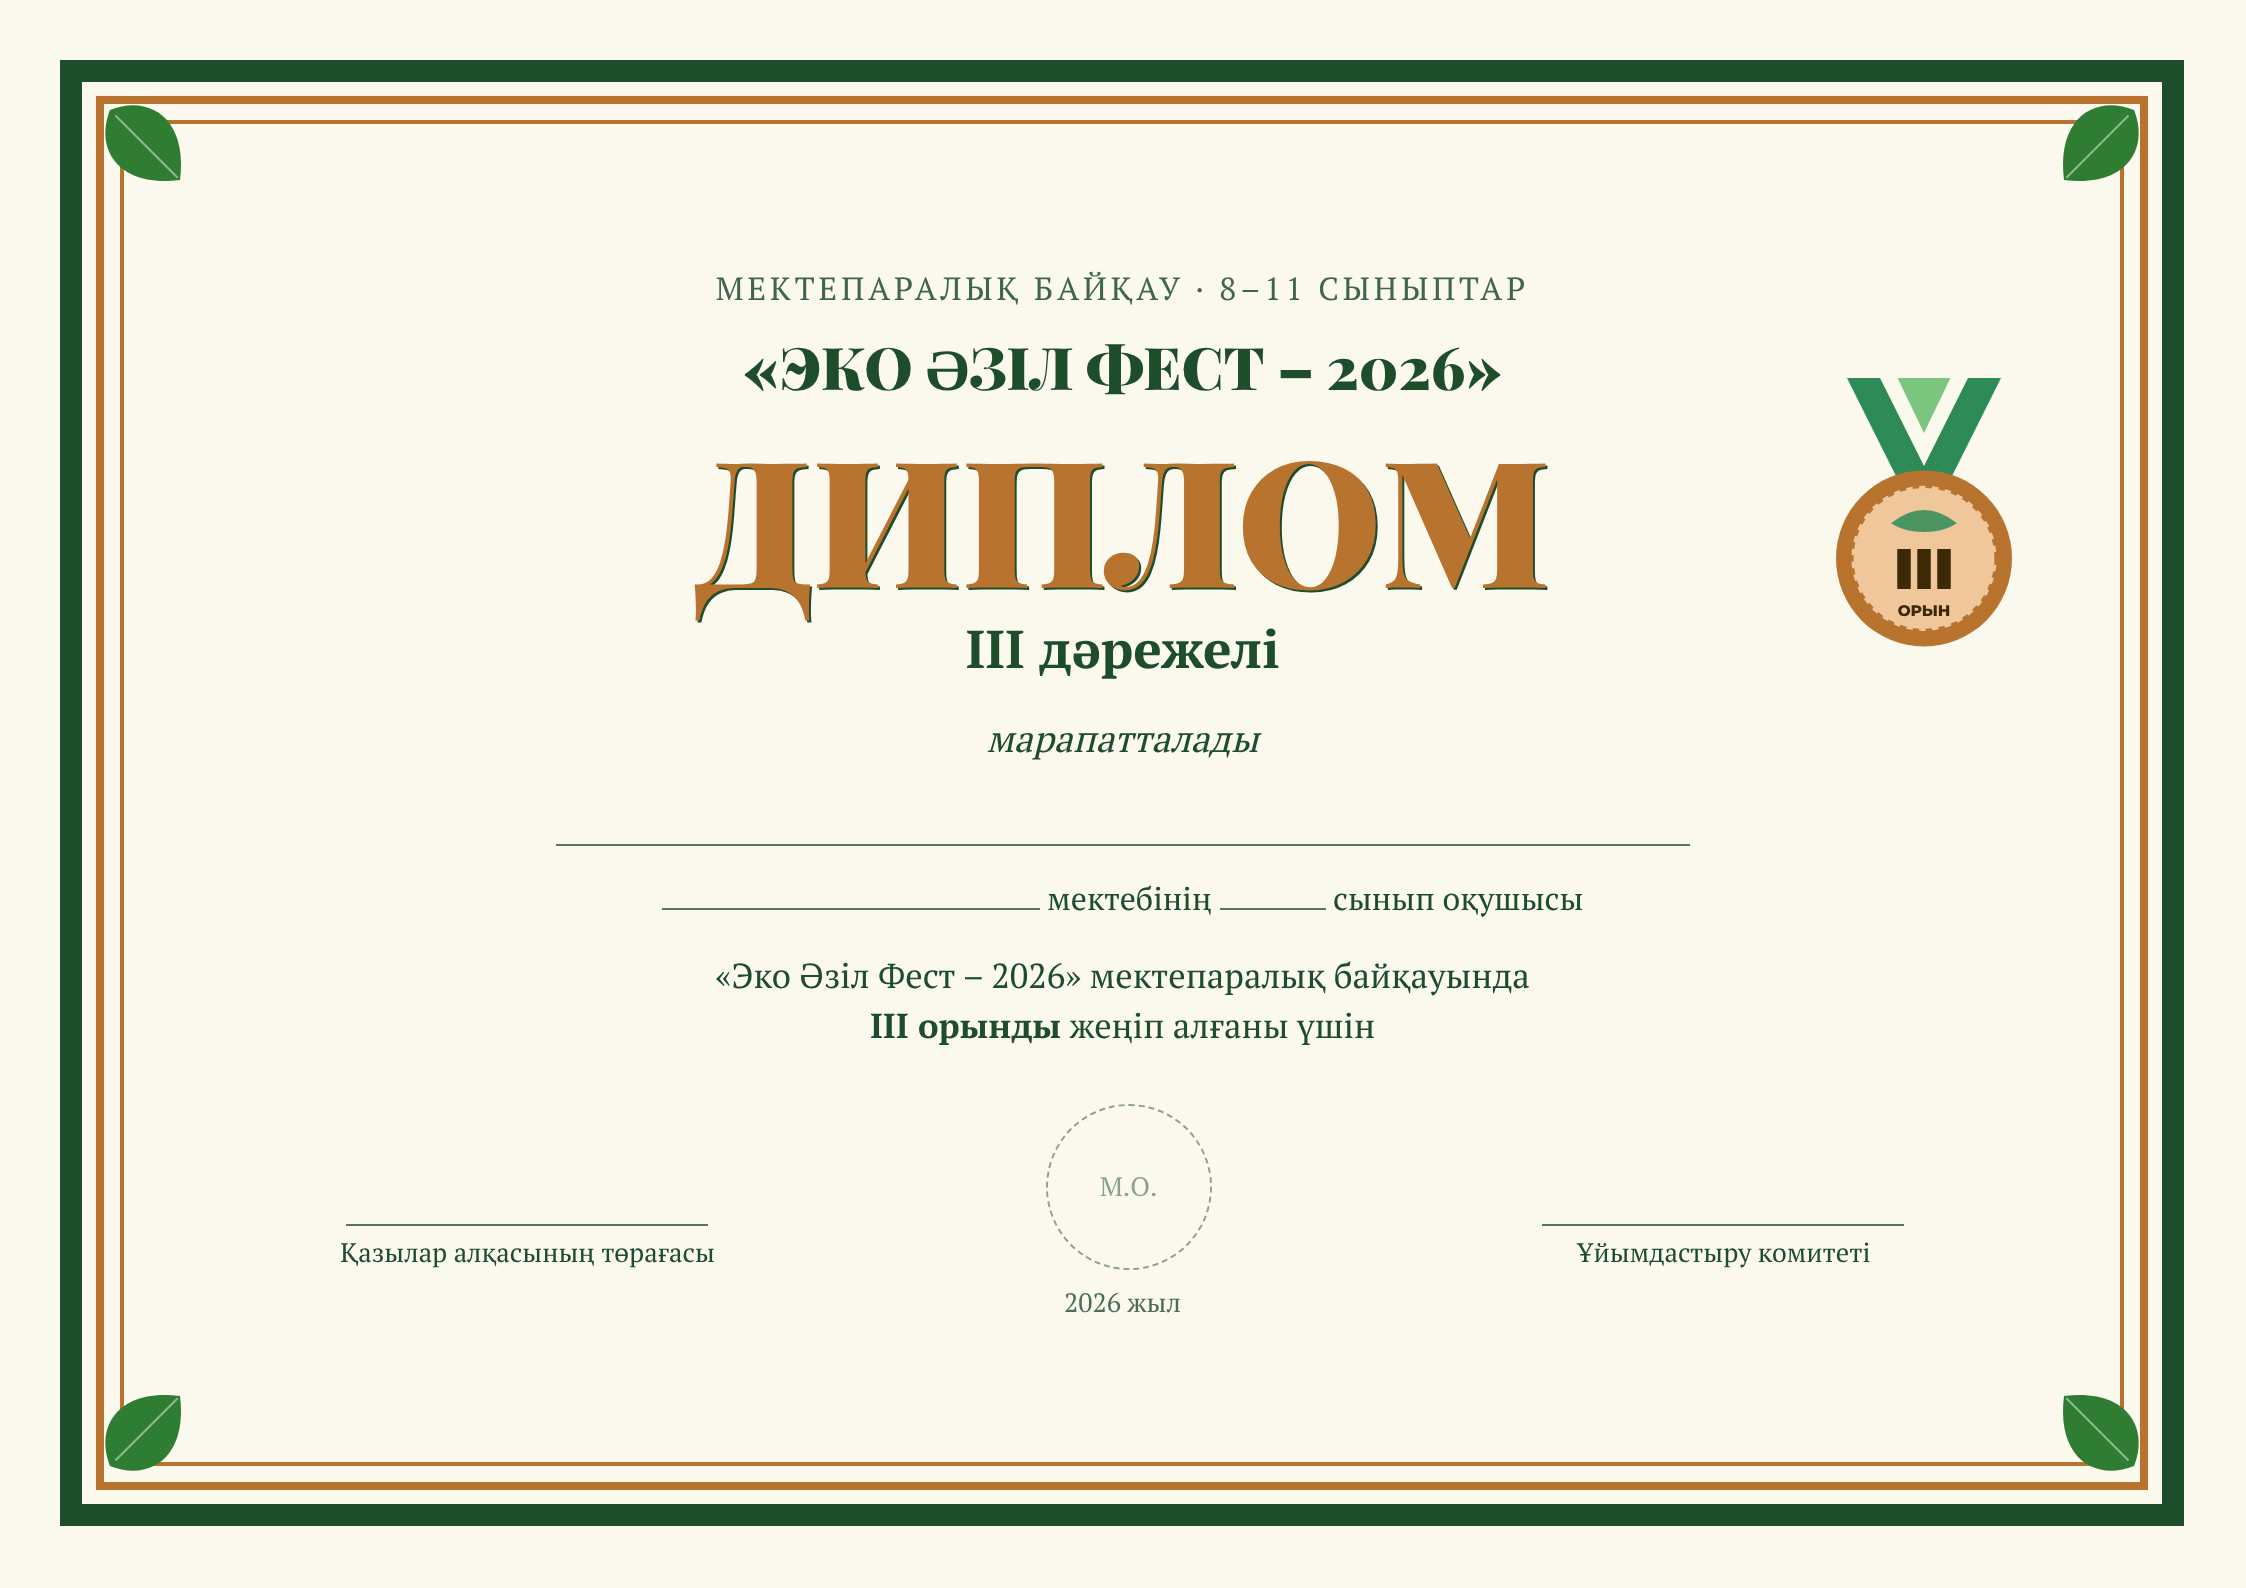 МЕКТЕПАРАЛЫҚ БАЙҚАУ · 8–11 СЫНЫПТАР
«ЭКО ӘЗІЛ ФЕСТ – 2026»
ДИПЛОМ
III дәрежелі
III
ОРЫН
марапатталады
мектебінің сынып оқушысы
«Эко Әзіл Фест – 2026» мектепаралық байқауында
III орынды жеңіп алғаны үшін
М.О.
Қазылар алқасының төрағасы
Ұйымдастыру комитеті
2026 жыл